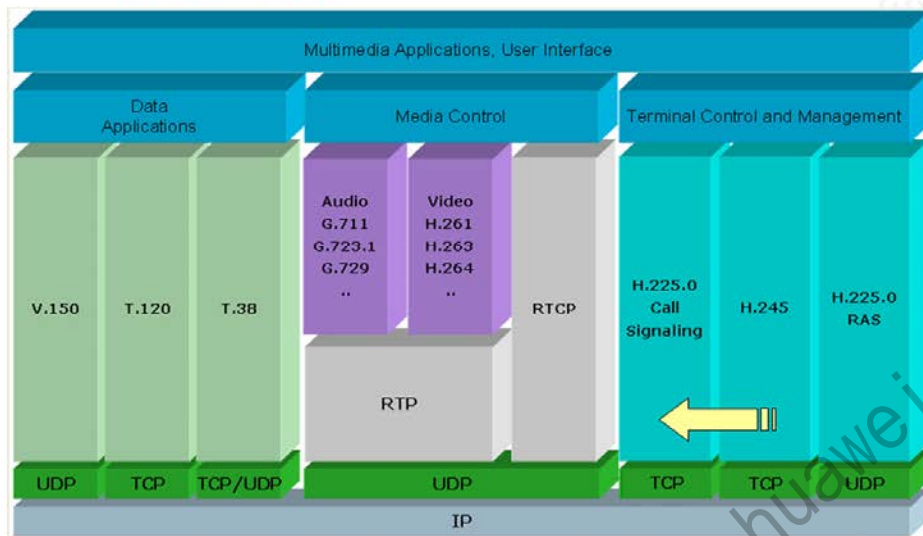 Multimedia Applications, User Interface
Data
Applications
Media Control
Terminal Control and Management
V.150
T.120
T.38
Audio
G.711
G.723.1
G.729
..
Video
H.261
H.263
H.264
..
RTP
RTCP
H.225.0
Call
Signaling
H.245
H.225.0
RAS
UDP
TCP
TCP/UDP
UDP
TCP
TCP
UDP
IP